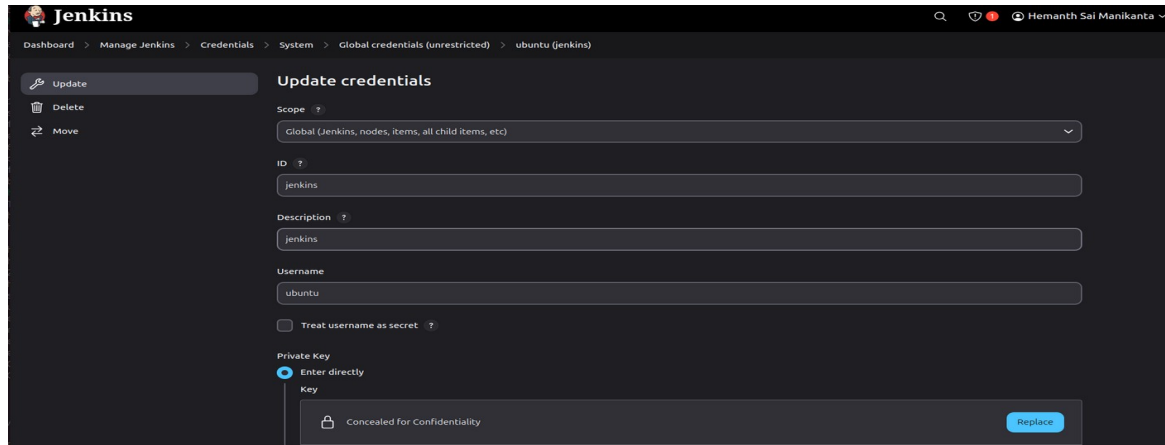 Jenkins
1
Hemanth Sai Manikanta
Dashboard > Manage Jenkins > Credentials > System > Global credentials (unrestricted) > ubuntu (jenkins)
Update
Delete
Move
Update credentials
Scope ?
Global (Jenkins, nodes, items, all child items, etc)
ID ?
jenkins
Description ?
jenkins
Username
ubuntu
Treat username as secret ?
Private Key
Enter directly
Key
Concealed for Confidentiality
Replace